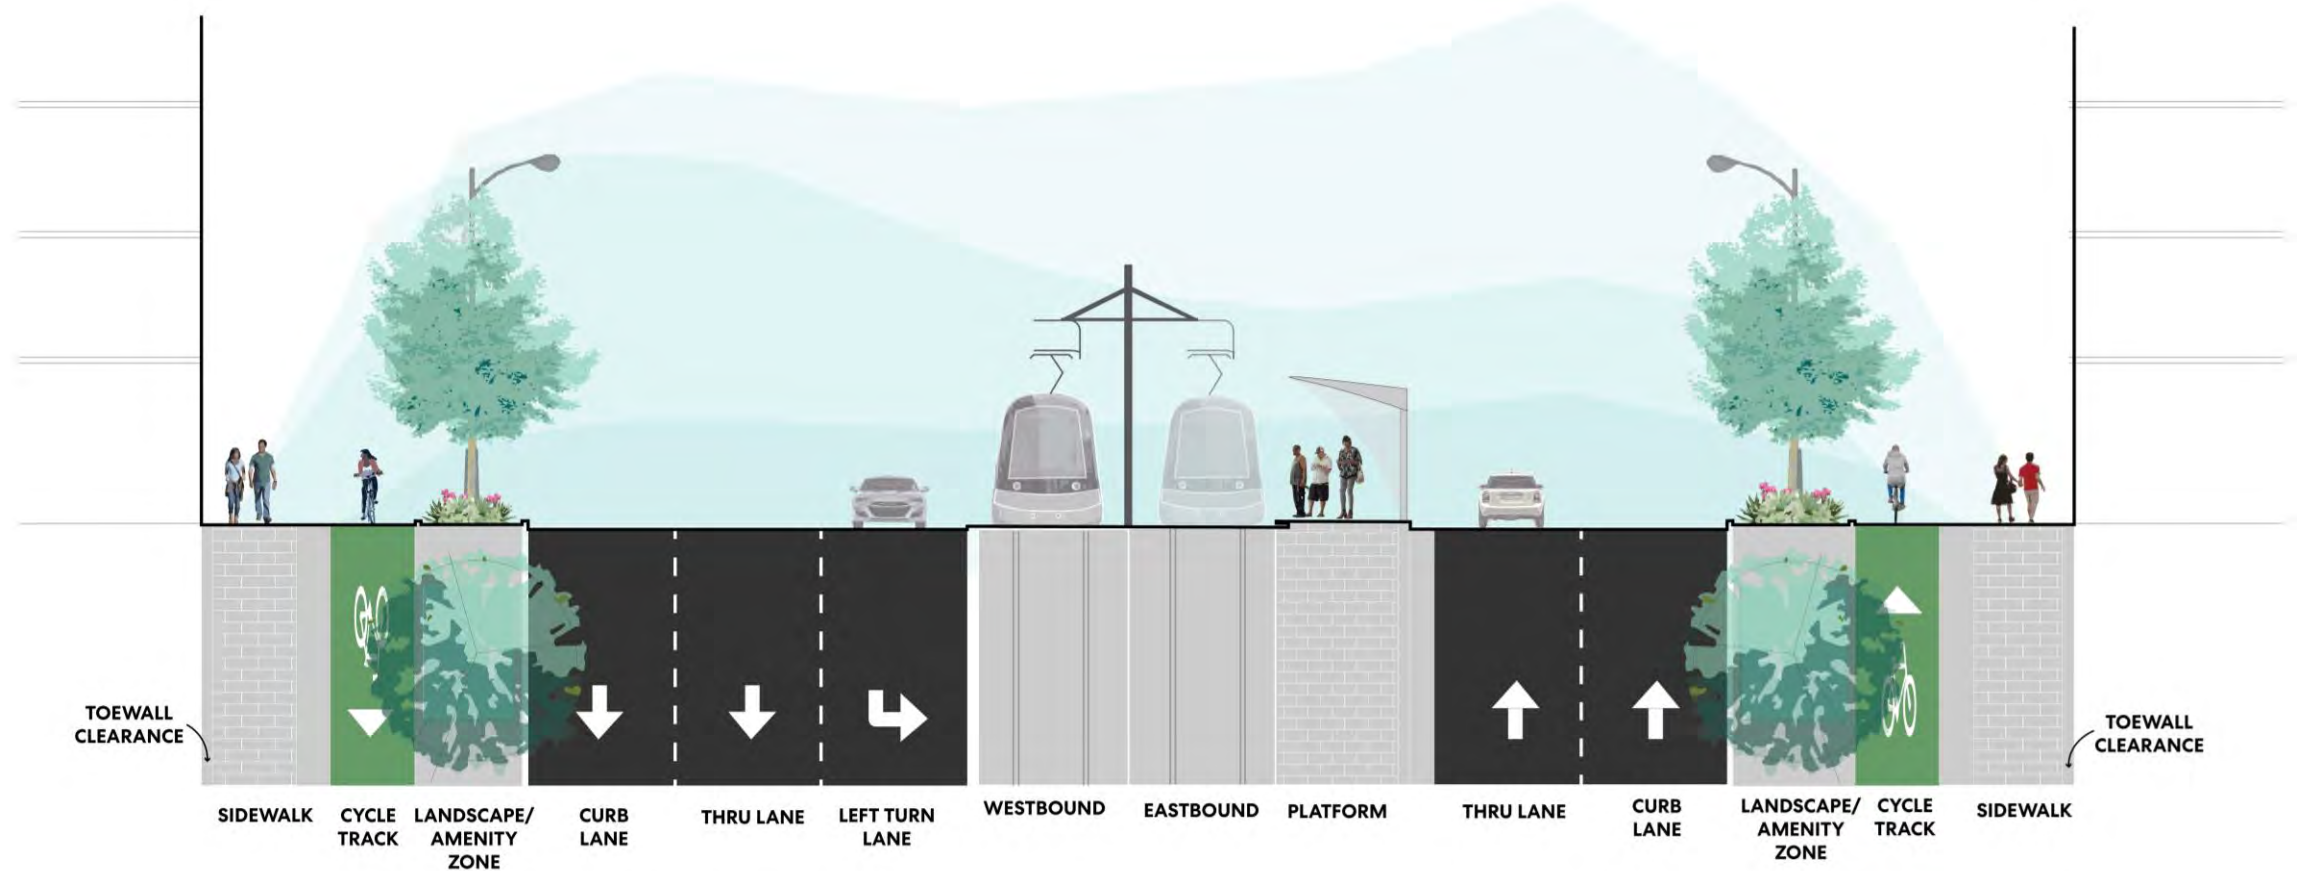 TOEWALL
CLEARANCE
TOEWALL
CLEARANCE
SIDEWALK
CYCLE
TRACK
LANDSCAPE/
AMENITY
ZONE
CURB
LANE
THRU LANE
LEFT TURN
LANE
WESTBOUND
EASTBOUND
PLATFORM
THRU LANE
CURB
LANE
LANDSCAPE/
AMENITY
ZONE
CYCLE
TRACK
SIDEWALK